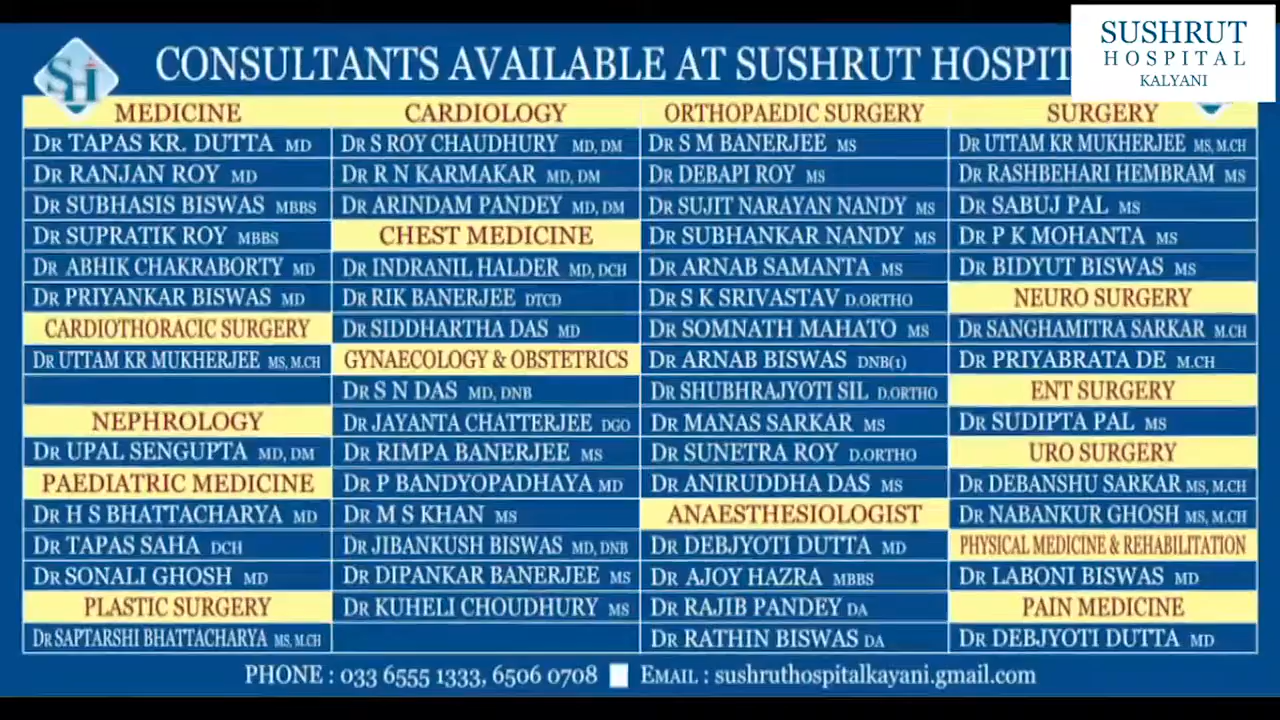 SUSHRUT
HOSPITAL
KALYANI
SH
CONSULTANTS AVAILABLE AT SUSHRUT
MEDICINE
DR TAPAS KR. DUTTA MD
DR RANJAN ROY MD
DR SUBHASIS BISWAS MBBS
DR SUPRATIK ROY MBBS
DR ABHIK CHAKRABORTY MD
DR PRIYANKAR BISWAS MD
CARDIOTHORACIC SURGERY
DR UTTAM KR MUKHERJEE MS, M.CH
NEPHROLOGY
DR UPAL SENGUPTA MD, DM
PAEDIATRIC MEDICINE
DR H S BHATTACHARYA MD
DR TAPAS SAHA DCH
DR SONALI GHOSH MD
PLASTIC SURGERY
DR SAPTARSHI BHATTACHARYA MS, M.CH
CARDIOLOGY
DR S ROY CHAUDHURY MD, DM
DR R N KARMAKAR MD, DM
DR ARINDAM PANDEY MD, DM
CHEST MEDICINE
DR INDRANIL HALDER MD, DCH
DR RIK BANERJEE DTCD
DR SIDDHARTHA DAS MD
GYNAECOLOGY & OBSTETRICS
DR S N DAS MD, DNB
DR JAYANTA CHATTERJEE DGO
DR RIMPA BANERJEE MS
DR P BANDYOPADHAYA MD
DR M S KHAN MS
DR JIBANKUSH BISWAS MD, DNB
DR DIPANKAR BANERJEE MS
DR KUHELI CHOUDHURY MS
ORTHOPAEDIC SURGERY
DR S M BANERJEE MS
DR DEBAPI ROY MS
DR SUJIT NARAYAN NANDY MS
DR SUBHANKAR NANDY MS
DR ARNAB SAMANTA MS
DR S K SRIVASTAV D.ORTHO
DR SOMNATH MAHATO MS
DR ARNAB BISWAS DNB(1)
DR SHUBHRAJYOTI SIL D.ORTHO
DR MANAS SARKAR MS
DR SUNETRA ROY D.ORTHO
DR ANIRUDDHA DAS MS
ANAESTHESIOLOGIST
DR DEBJYOTI DUTTA MD
DR AJOY HAZRA MBBS
DR RAJIB PANDEY DA
DR RATHIN BISWAS DA
SURGERY
DR UTTAM KR MUKHERJEE MS, M.CH
DR RASHBEHARI HEMBRAM MS
DR SABUJ PAL MS
DR P K MOHANTA MS
DR BIDYUT BISWAS MS
NEURO SURGERY
DR SANGHAMITRA SARKAR M.CH
DR PRIYABRATA DE M.CH
ENT SURGERY
DR SUDIPTA PAL MS
URO SURGERY
DR DEBANSHU SARKAR MS, M.CH
DR NABANKUR GHOSH MS, M.CH
PHYSICAL MEDICINE & REHABILITATION
DR LABONI BISWAS MD
PAIN MEDICINE
DR DEBJYOTI DUTTA MD
PHONE : 033 6555 1333, 6506 0708
EMAIL : sushruthospitalkayani.gmail.com